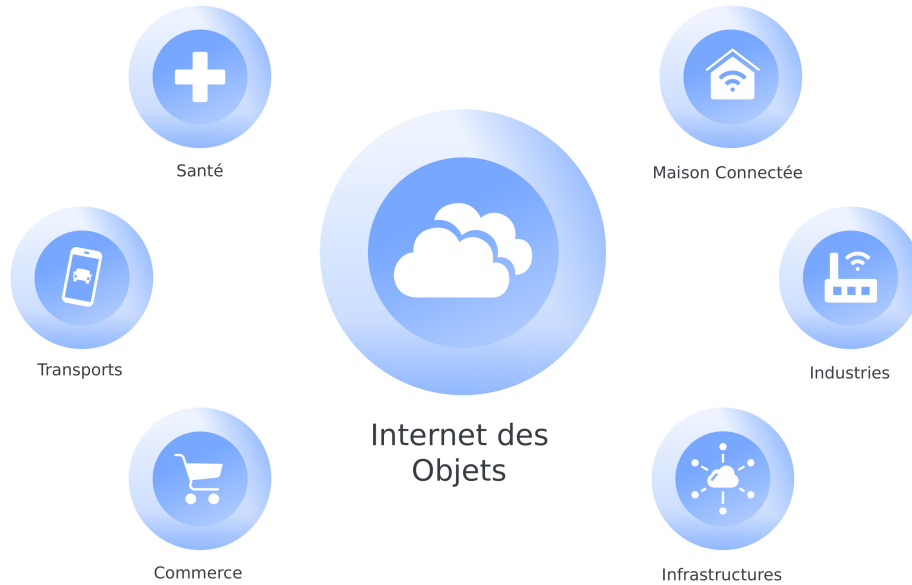 Santé
Maison Connectée
Transports
Industries
Internet des
Objets
Commerce
Infrastructures